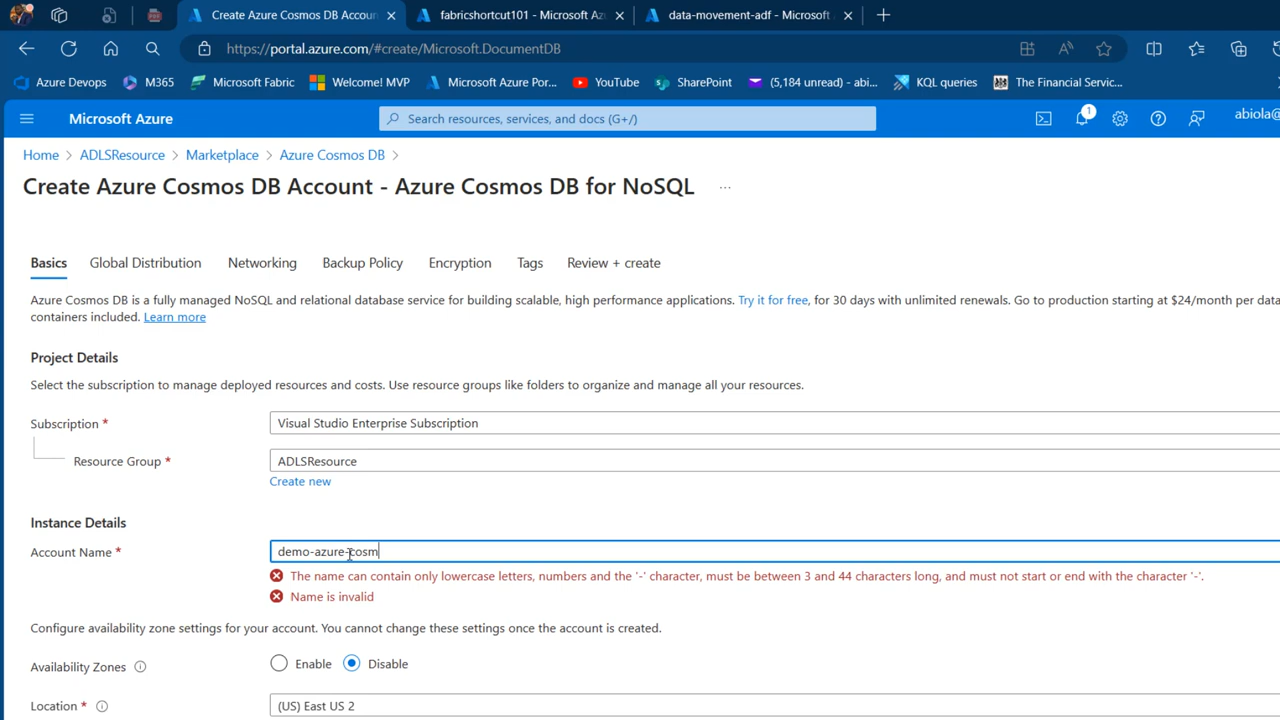 Create Azure Cosmos DB Accoun
fabricshortcut101 - Microsoft Az
data-movement-adf - Microsoft
https://portal.azure.com/#create/Microsoft.DocumentDB
Azure Devops
M365
Microsoft Fabric
Welcome! MVP
Microsoft Azure Por...
YouTube
SharePoint
(5,184 unread) - abi...
KQL queries
The Financial Servic...
Microsoft Azure
Search resources, services, and docs (G+/)
1
abiola@
Home > ADLSResource > Marketplace > Azure Cosmos DB >
Create Azure Cosmos DB Account - Azure Cosmos DB for NoSQL ...
Basics
Global Distribution
Networking
Backup Policy
Encryption
Tags
Review + create
Azure Cosmos DB is a fully managed NoSQL and relational database service for building scalable, high performance applications. Try it for free, for 30 days with unlimited renewals. Go to production starting at $24/month per data
containers included. Learn more
Project Details
Select the subscription to manage deployed resources and costs. Use resource groups like folders to organize and manage all your resources.
Subscription *
Visual Studio Enterprise Subscription
Resource Group *
ADLSResource
Create new
Instance Details
Account Name *
demo-azure-cosm
The name can contain only lowercase letters, numbers and the '-' character, must be between 3 and 44 characters long, and must not start or end with the character '-'.
Name is invalid
Configure availability zone settings for your account. You cannot change these settings once the account is created.
Availability Zones
Enable
Disable
Location *
(US) East US 2